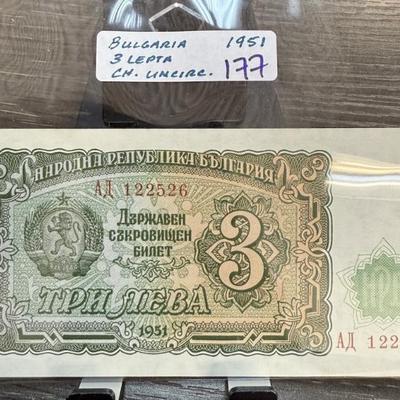 BULGARIA 1951
3 LEPTA
CH. UNCIRC. 177
НАРОДНА РЕПУБЛИКА БЪЛГАРИЯ
АД 122526
ДЪРЖАВЕН
СЪКРОВИЩЕН
БИЛЕТ
3
ТРИ ЛЕВА
1951
АД 122